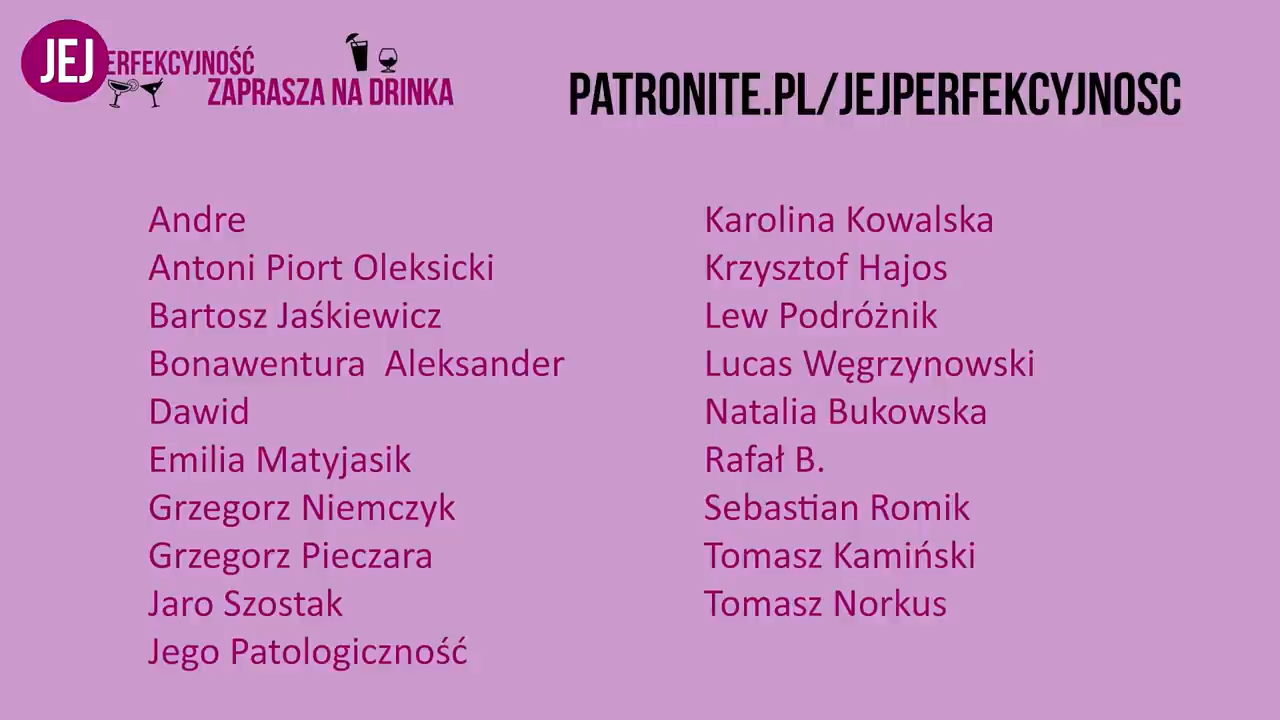 JEJ PERFEKCYJNOŚĆ
ZAPRASZA NA DRINKA
PATRONITE.PL/JEJPERFEKCYJNOSC
Andre
Antoni Piort Oleksicki
Bartosz Jaśkiewicz
Bonawentura  Aleksander
Dawid
Emilia Matyjasik
Grzegorz Niemczyk
Grzegorz Pieczara
Jaro Szostak
Jego Patologiczność
Karolina Kowalska
Krzysztof Hajos
Lew Podróżnik
Lucas Węgrzynowski
Natalia Bukowska
Rafał B.
Sebastian Romik
Tomasz Kamiński
Tomasz Norkus